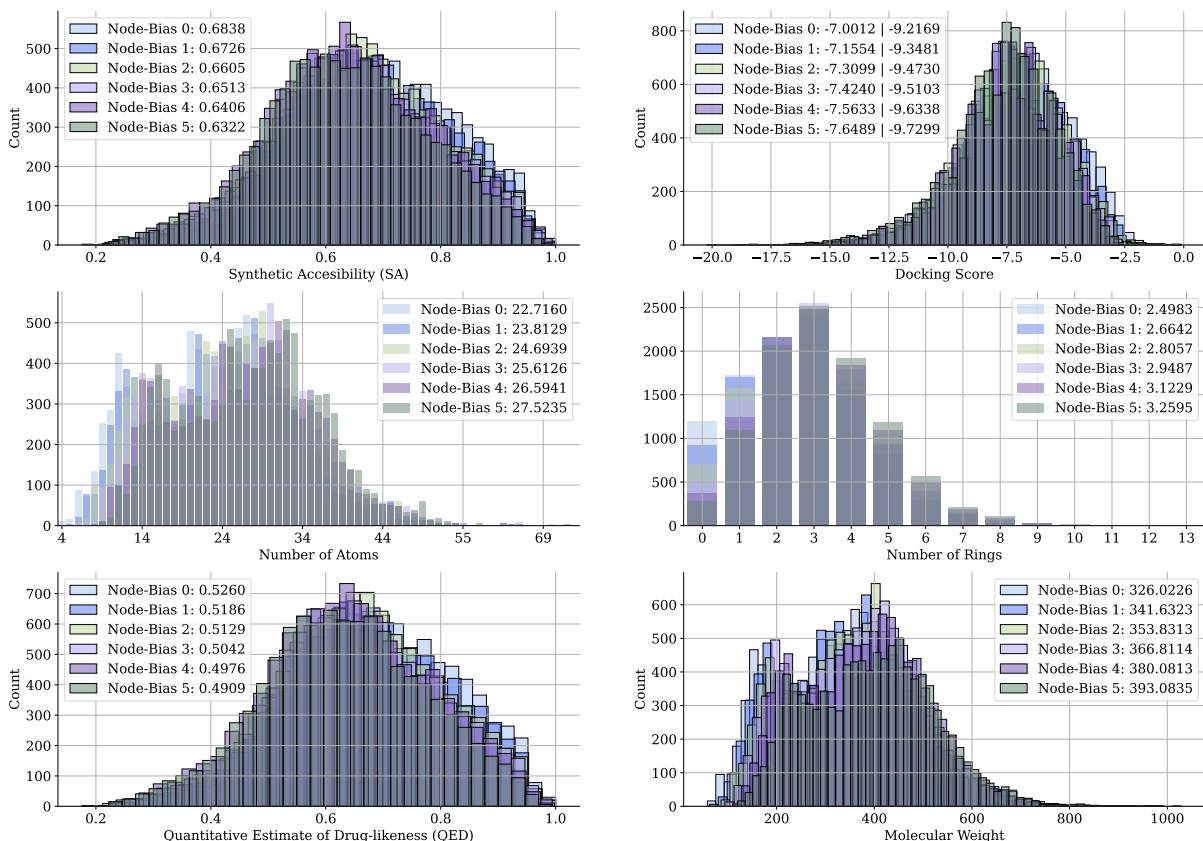 Node-Bias 0: 0.6838
Node-Bias 1: 0.6726
Node-Bias 2: 0.6605
Node-Bias 3: 0.6513
Node-Bias 4: 0.6406
Node-Bias 5: 0.6322
Count
500
400
300
200
100
0
0.2 0.4 0.6 0.8 1.0
Synthetic Accesibility (SA)
Node-Bias 0: -7.0012 | -9.2169
Node-Bias 1: -7.1554 | -9.3481
Node-Bias 2: -7.3099 | -9.4730
Node-Bias 3: -7.4240 | -9.5103
Node-Bias 4: -7.5633 | -9.6338
Node-Bias 5: -7.6489 | -9.7299
Count
800
600
400
200
0
−20.0 −17.5 −15.0 −12.5 −10.0 −7.5 −5.0 −2.5 0.0
Docking Score
Node-Bias 0: 22.7160
Node-Bias 1: 23.8129
Node-Bias 2: 24.6939
Node-Bias 3: 25.6126
Node-Bias 4: 26.5941
Node-Bias 5: 27.5235
500
400
300
200
100
0
4 14 24 34 44 55 69
Number of Atoms
Node-Bias 0: 2.4983
Node-Bias 1: 2.6642
Node-Bias 2: 2.8057
Node-Bias 3: 2.9487
Node-Bias 4: 3.1229
Node-Bias 5: 3.2595
2500
2000
1500
1000
500
0
0 1 2 3 4 5 6 7 8 9 10 11 12 13
Number of Rings
Node-Bias 0: 0.5260
Node-Bias 1: 0.5186
Node-Bias 2: 0.5129
Node-Bias 3: 0.5042
Node-Bias 4: 0.4976
Node-Bias 5: 0.4909
Count
700
600
500
400
300
200
100
0
0.2 0.4 0.6 0.8 1.0
Quantitative Estimate of Drug-likeness (QED)
Node-Bias 0: 326.0226
Node-Bias 1: 341.6323
Node-Bias 2: 353.8313
Node-Bias 3: 366.8114
Node-Bias 4: 380.0813
Node-Bias 5: 393.0835
Count
600
500
400
300
200
100
0
200 400 600 800 1000
Molecular Weight